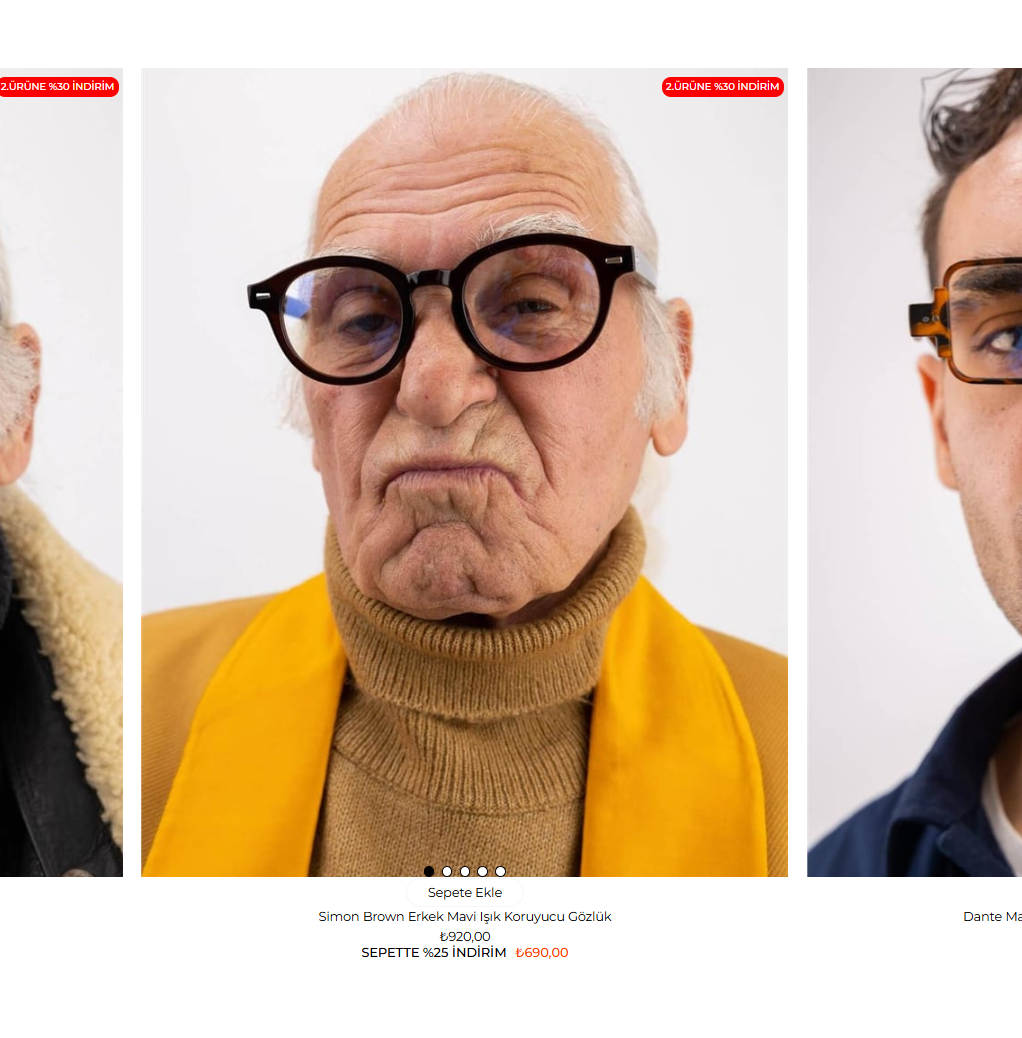 2.ÜRÜNE %30 İNDİRİM
2.ÜRÜNE %30 İNDİRİM
Sepete Ekle
Simon Brown Erkek Mavi Işık Koruyucu Gözlük
₺920,00
SEPETTE %25 İNDİRİM ₺690,00
Dante